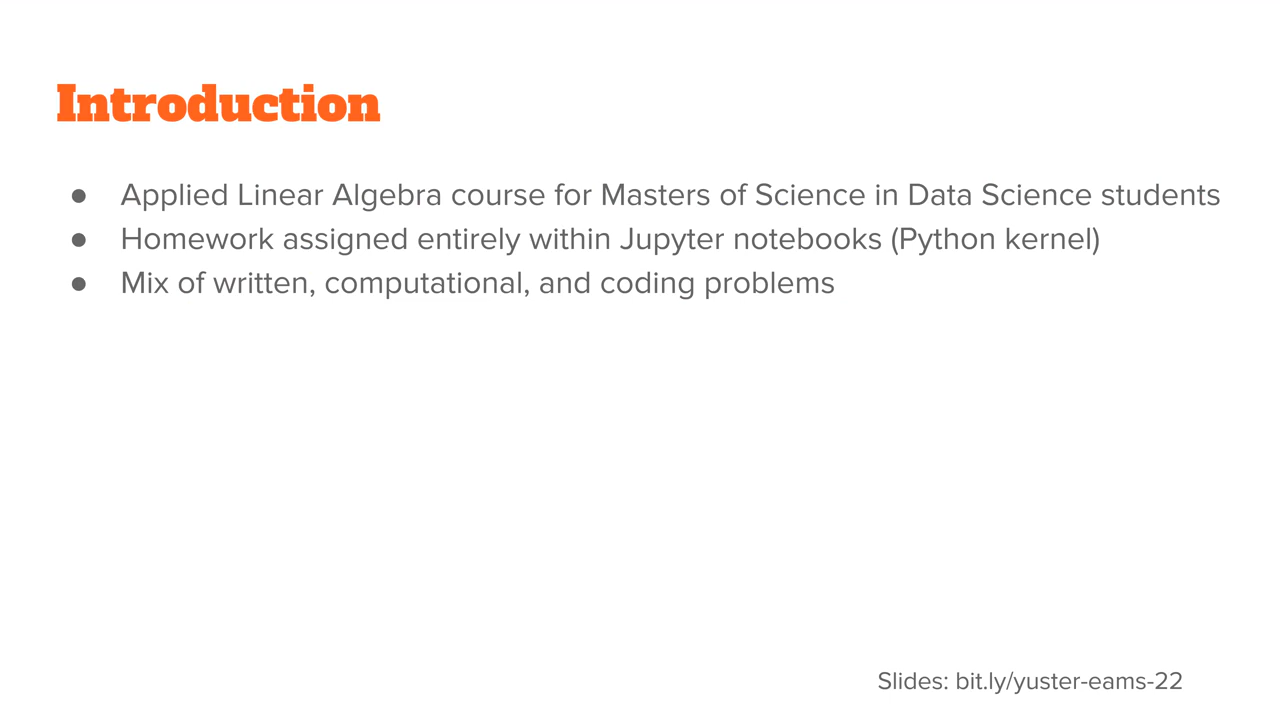 Introduction
● Applied Linear Algebra course for Masters of Science in Data Science students
● Homework assigned entirely within Jupyter notebooks (Python kernel)
● Mix of written, computational, and coding problems
Slides: bit.ly/yuster-eams-22